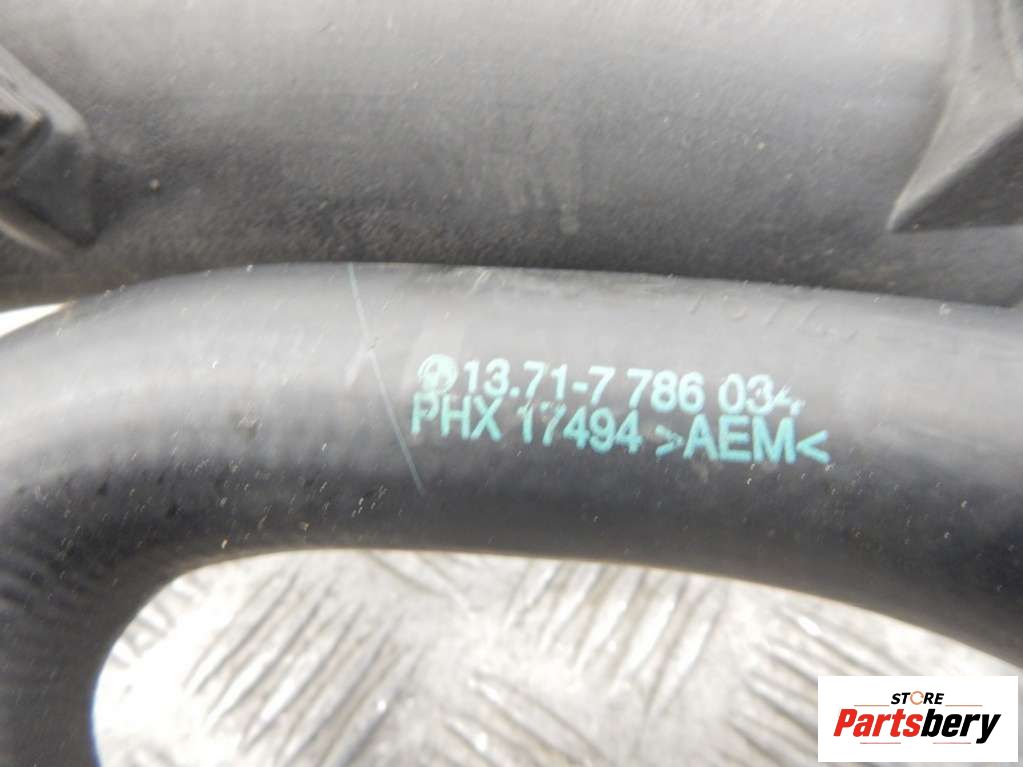 13.71-7 786 034
PHX 17494 >AEM<
STORE
Partsbery